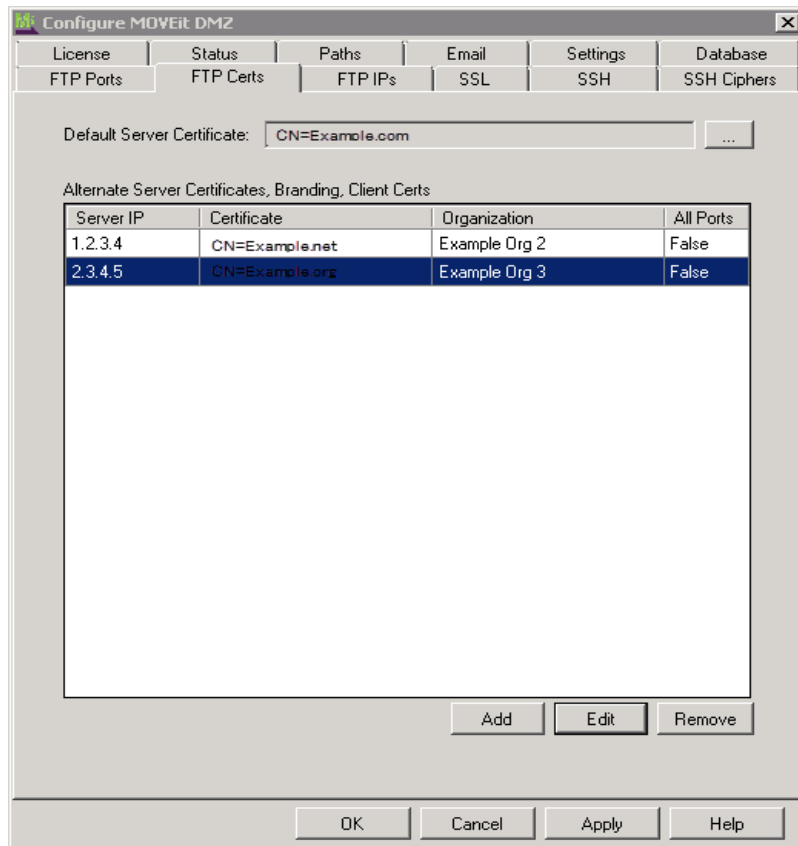 Configure MOVEit DMZ
License Status Paths Email Settings Database
FTP Ports FTP Certs FTP IPs SSL SSH SSH Ciphers
Default Server Certificate: CN=Example.com ...
Alternate Server Certificates, Branding, Client Certs
Server IP Certificate Organization All Ports
1.2.3.4 CN=Example.net Example Org 2 False
2.3.4.5 CN=Example.org Example Org 3 False
Add Edit Remove
OK Cancel Apply Help